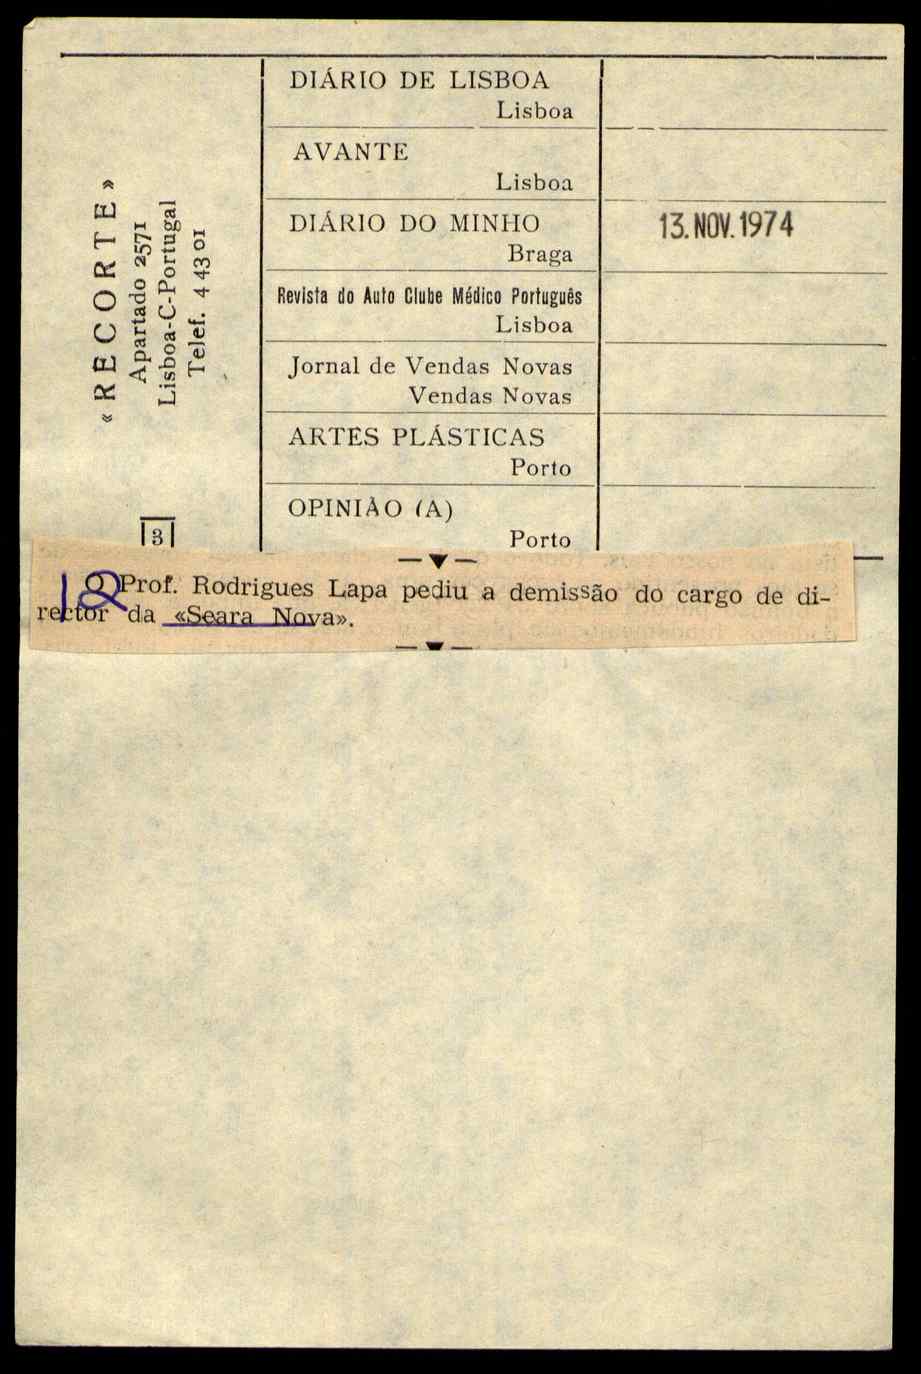 « RECORTE »
Apartado 2571
Lisboa-C-Portugal
Telef. 4 43 01
3
DIÁRIO DE LISBOA
Lisboa
AVANTE
Lisboa
DIÁRIO DO MINHO
Braga
13. NOV. 1974
Revista do Auto Clube Médico Português
Lisboa
Jornal de Vendas Novas
Vendas Novas
ARTES PLÁSTICAS
Porto
OPINIÃO (A)
Porto
O Prof. Rodrigues Lapa pediu a demissão do cargo de di-
rector da «Seara Nova».